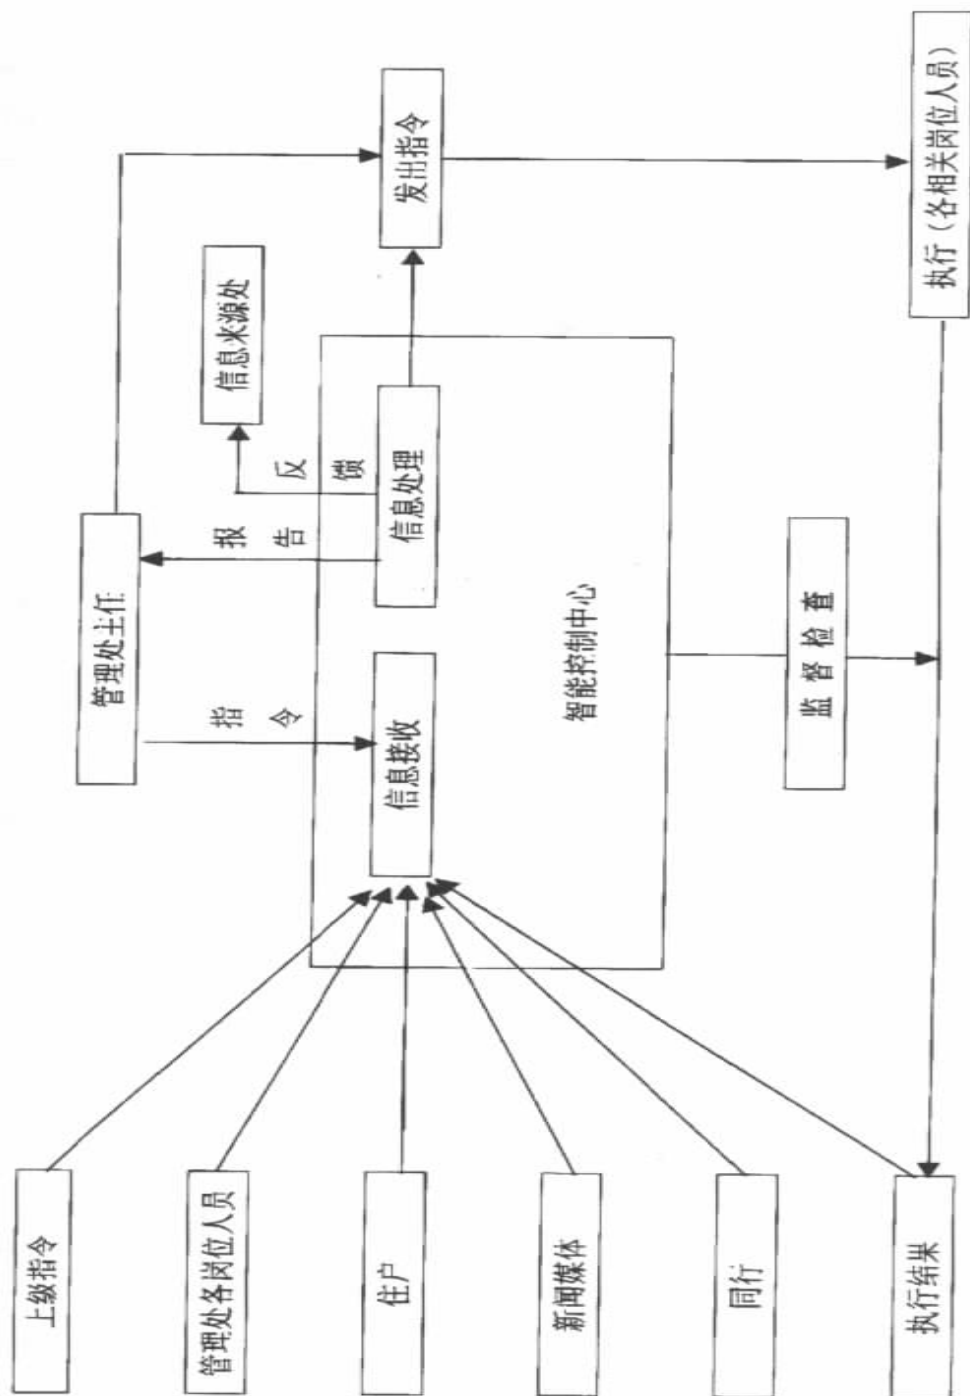 上级指令
管理处各岗位人员
住户
新闻媒体
同行
执行结果
管理处主任
指令
报告
反馈
信息来源处
信息接收
信息处理
智能控制中心
发出指令
监督检查
执行（各相关岗位人员）